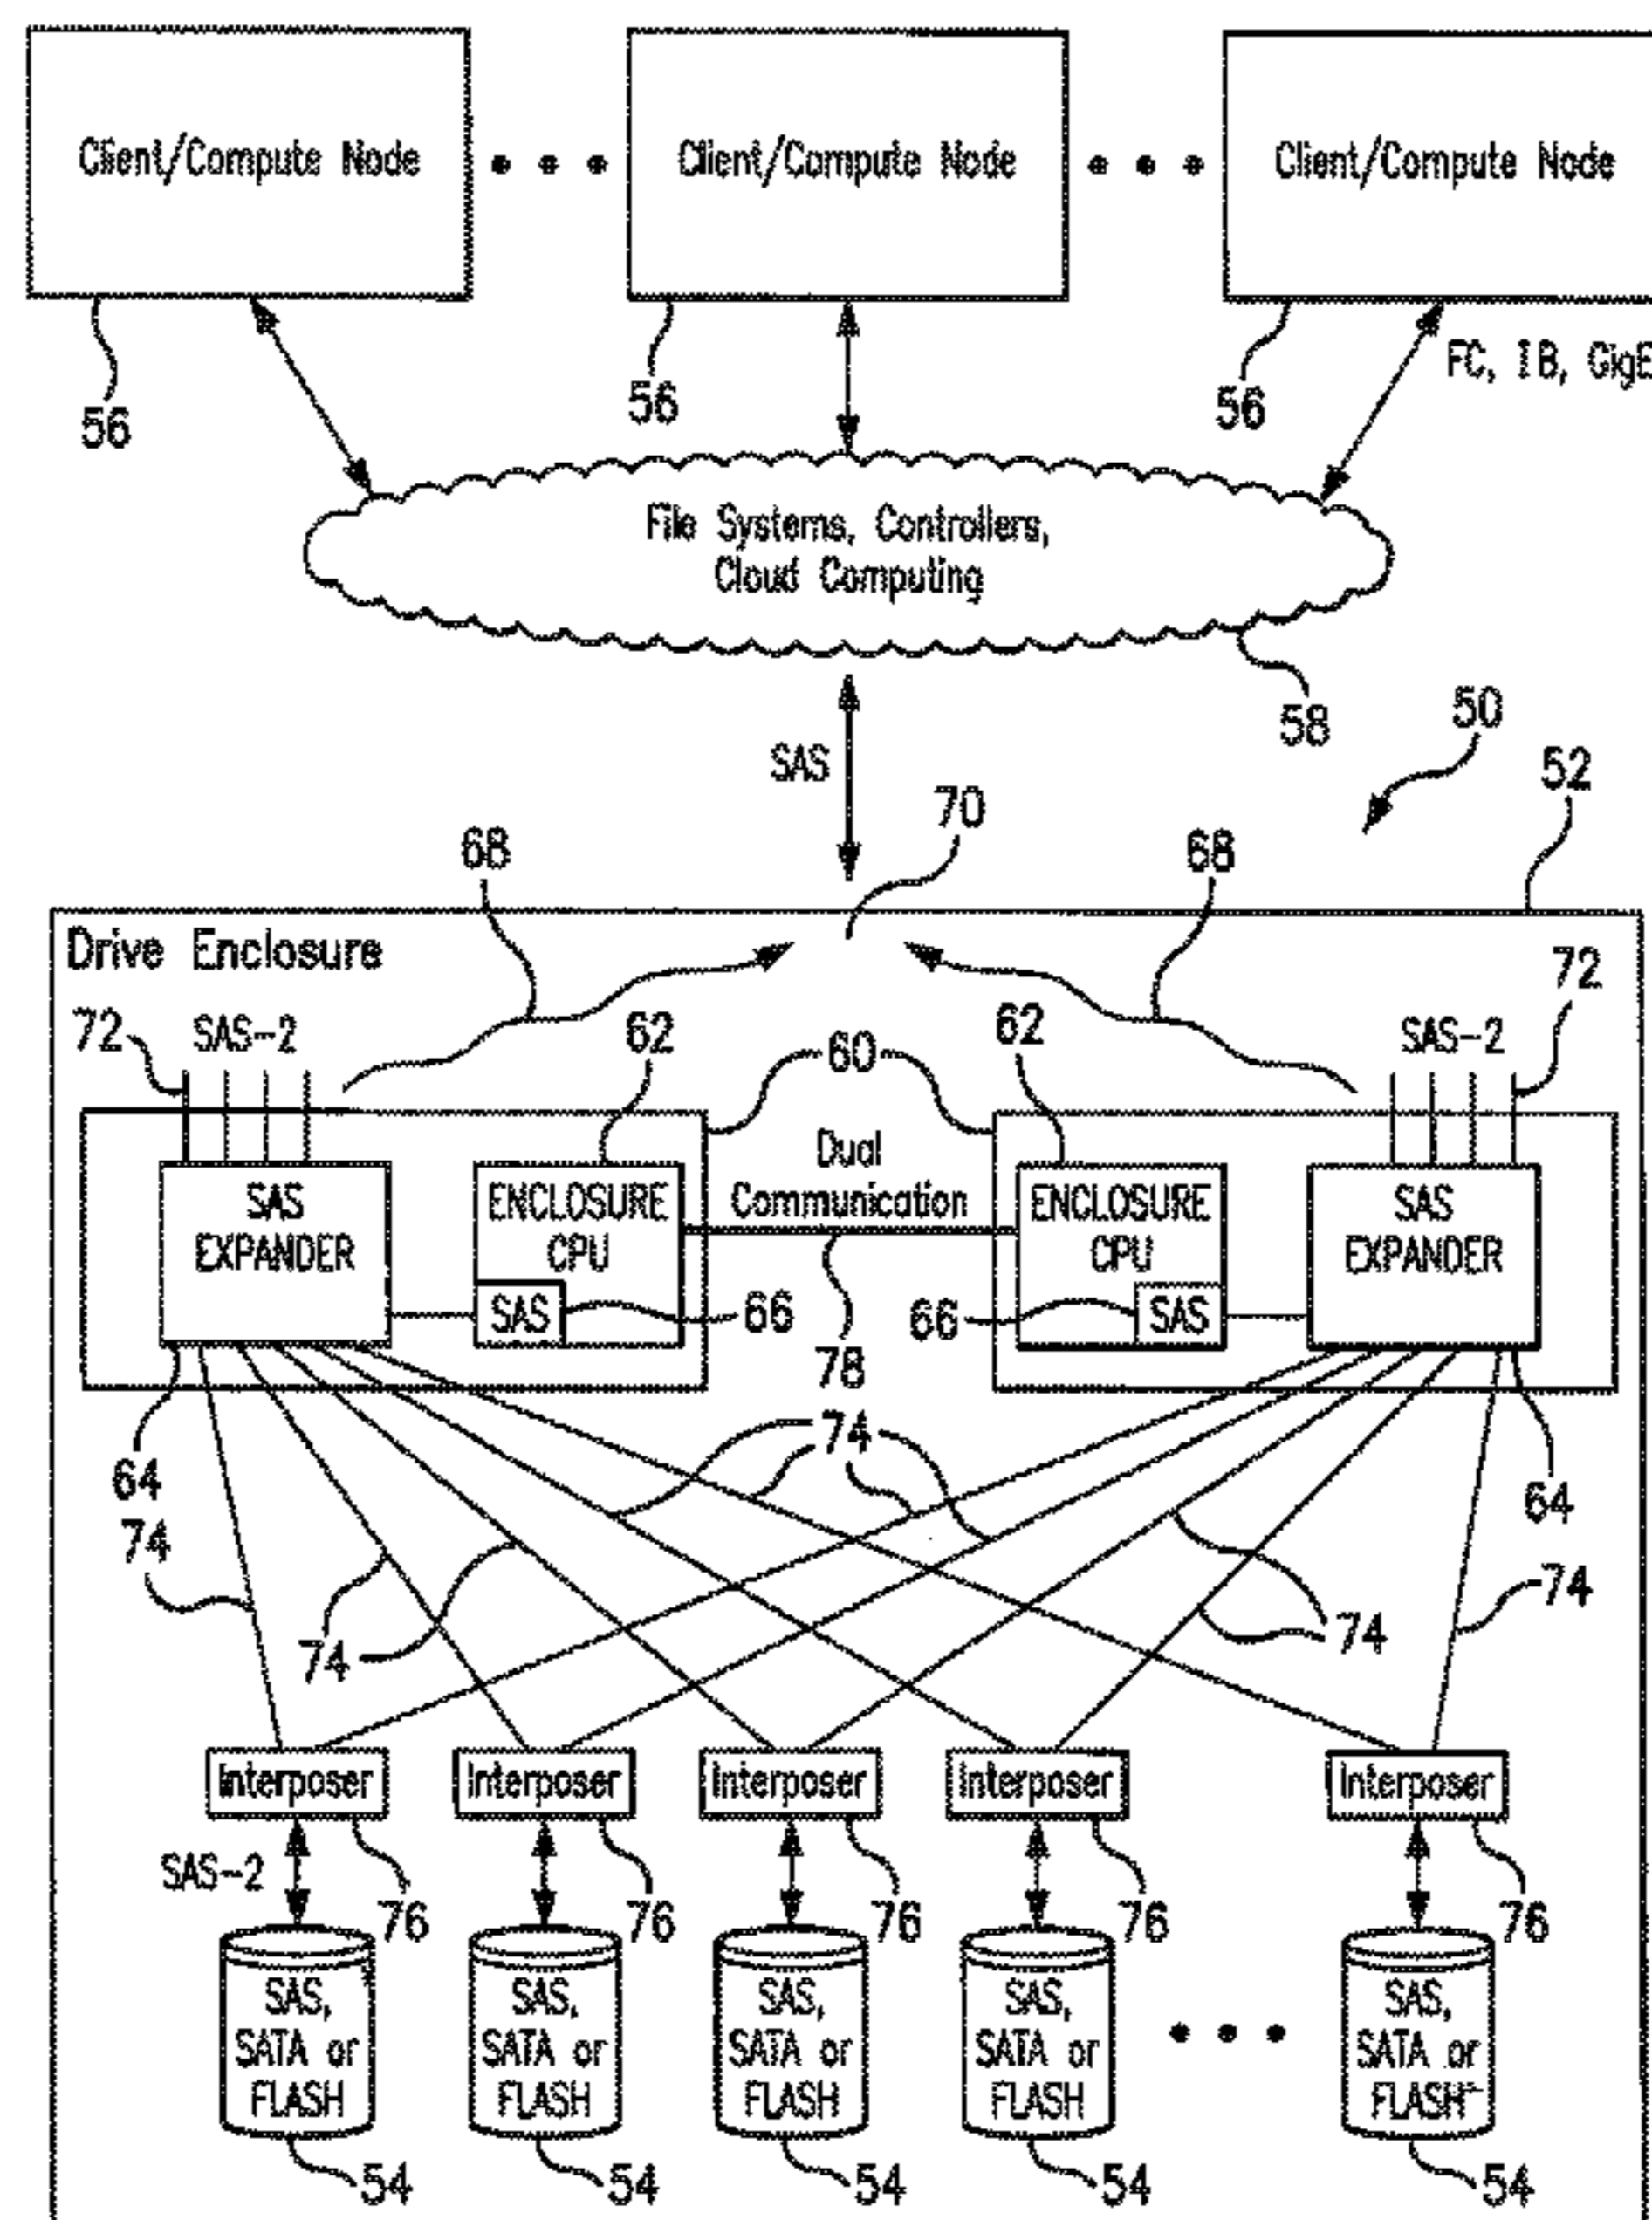 Client/Compute Node
Client/Compute Node
Client/Compute Node
56
56
56
FC, IB, GigE
File Systems, Controllers,
Cloud Computing
58
SAS
50
52
70
68
68
Drive Enclosure
72
SAS-2
62
60
62
SAS-2
72
SAS
EXPANDER
ENCLOSURE
CPU
SAS
66
Dual
Communication
78
ENCLOSURE
CPU
66
SAS
SAS
EXPANDER
64
74
64
74
74
74
-74
Interposer
Interposer
Interposer
Interposer
Interposer
SAS-2
76
76
76
76
76
SAS,
SATA or
FLASH
SAS,
SATA or
FLASH
SAS,
SATA or
FLASH
SAS,
SATA or
FLASH
SAS,
SATA or
FLASH
54
54
54
54
54